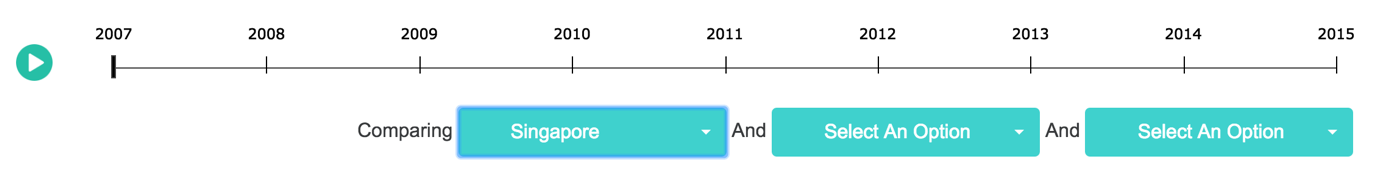 2007 2008 2009 2010 2011 2012 2013 2014 2015
Comparing Singapore And Select An Option And Select An Option